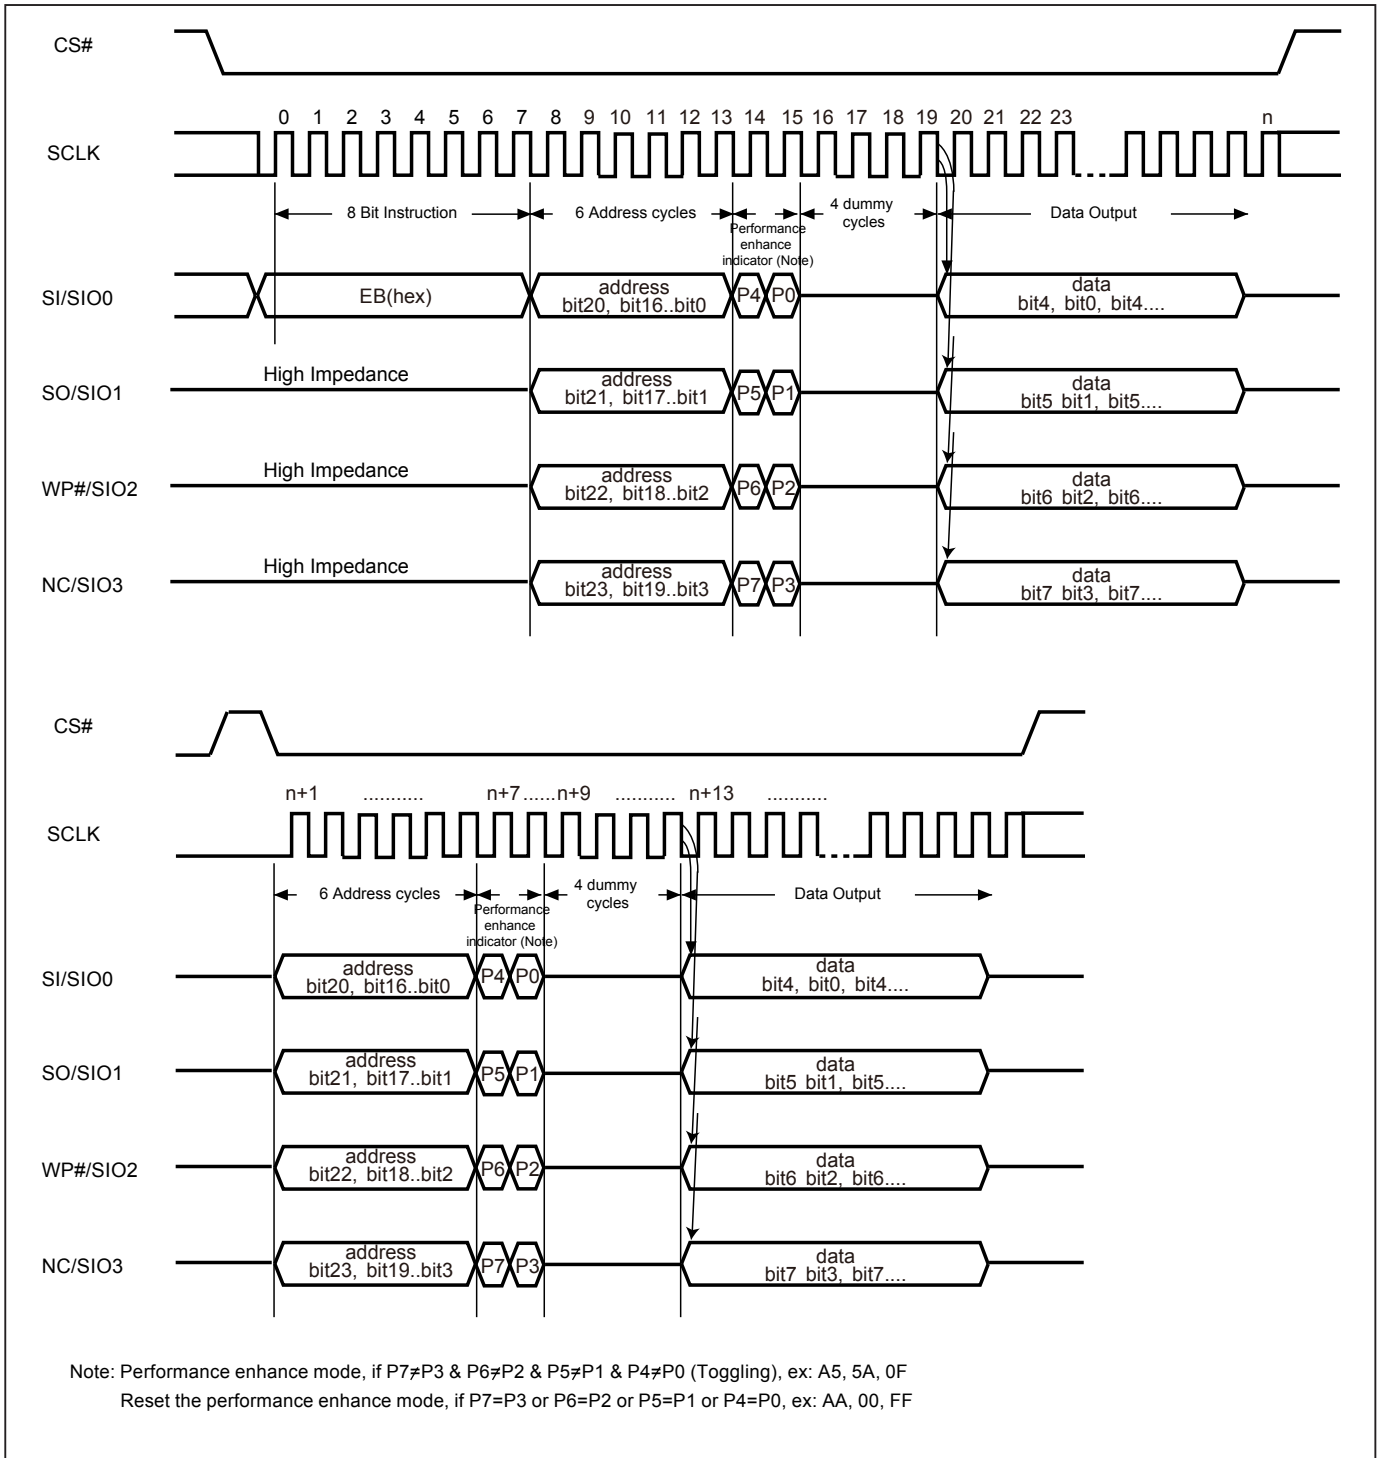 CS#
0 1 2 3 4 5 6 7 8 9 10 11 12 13 14 15 16 17 18 19 20 21 22 23 n
SCLK
8 Bit Instruction
6 Address cycles
Performance
enhance
indicator (Note)
4 dummy
cycles
Data Output
SI/SIO0
EB(hex)
address
bit20, bit16..bit0
P4 P0
data
bit4, bit0, bit4....
SO/SIO1
High Impedance
address
bit21, bit17..bit1
P5 P1
data
bit5 bit1, bit5....
WP#/SIO2
High Impedance
address
bit22, bit18..bit2
P6 P2
data
bit6 bit2, bit6....
NC/SIO3
High Impedance
address
bit23, bit19..bit3
P7 P3
data
bit7 bit3, bit7....
CS#
n+1 ........... n+7 ...... n+9 ........... n+13 ...........
SCLK
6 Address cycles
Performance
enhance
indicator (Note)
4 dummy
cycles
Data Output
SI/SIO0
address
bit20, bit16..bit0
P4 P0
data
bit4, bit0, bit4....
SO/SIO1
address
bit21, bit17..bit1
P5 P1
data
bit5 bit1, bit5....
WP#/SIO2
address
bit22, bit18..bit2
P6 P2
data
bit6 bit2, bit6....
NC/SIO3
address
bit23, bit19..bit3
P7 P3
data
bit7 bit3, bit7....
Note: Performance enhance mode, if P7≠P3 & P6≠P2 & P5≠P1 & P4≠P0 (Toggling), ex: A5, 5A, 0F
Reset the performance enhance mode, if P7=P3 or P6=P2 or P5=P1 or P4=P0, ex: AA, 00, FF